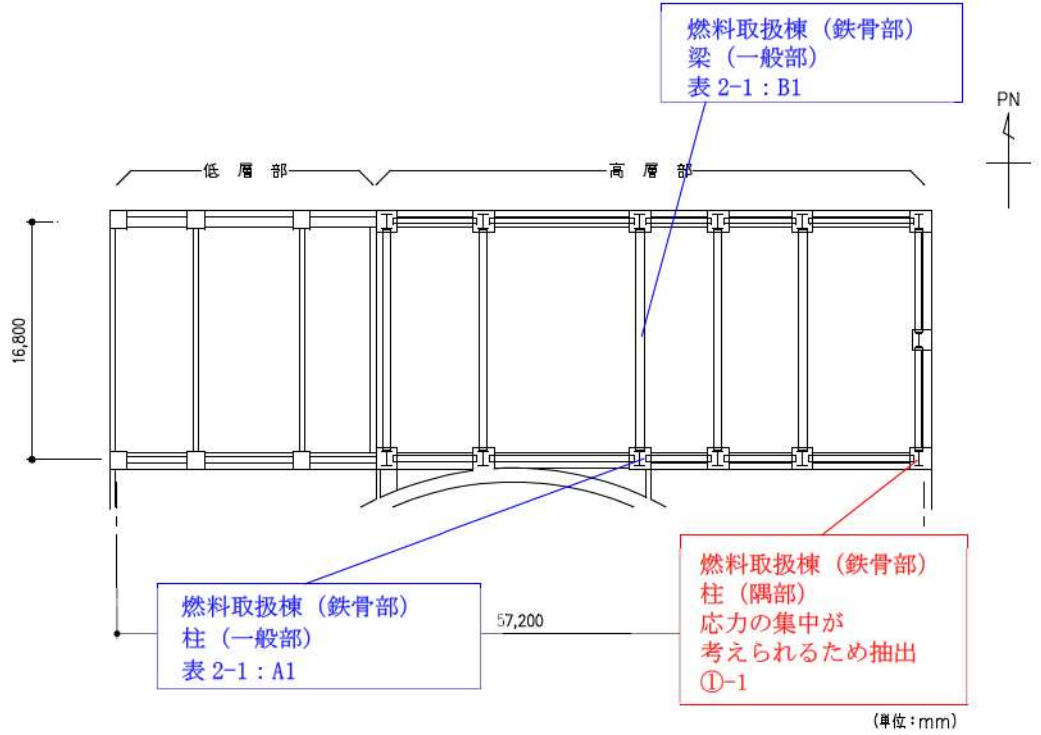 燃料取扱棟（鉄骨部）
梁（一般部）
表 2-1：B1
PN
低 層 部
高 層 部
16,800
燃料取扱棟（鉄骨部）
柱（一般部）
表 2-1：A1
57,200
燃料取扱棟（鉄骨部）
柱（隅部）
応力の集中が
考えられるため抽出
①-1
(単位：mm)